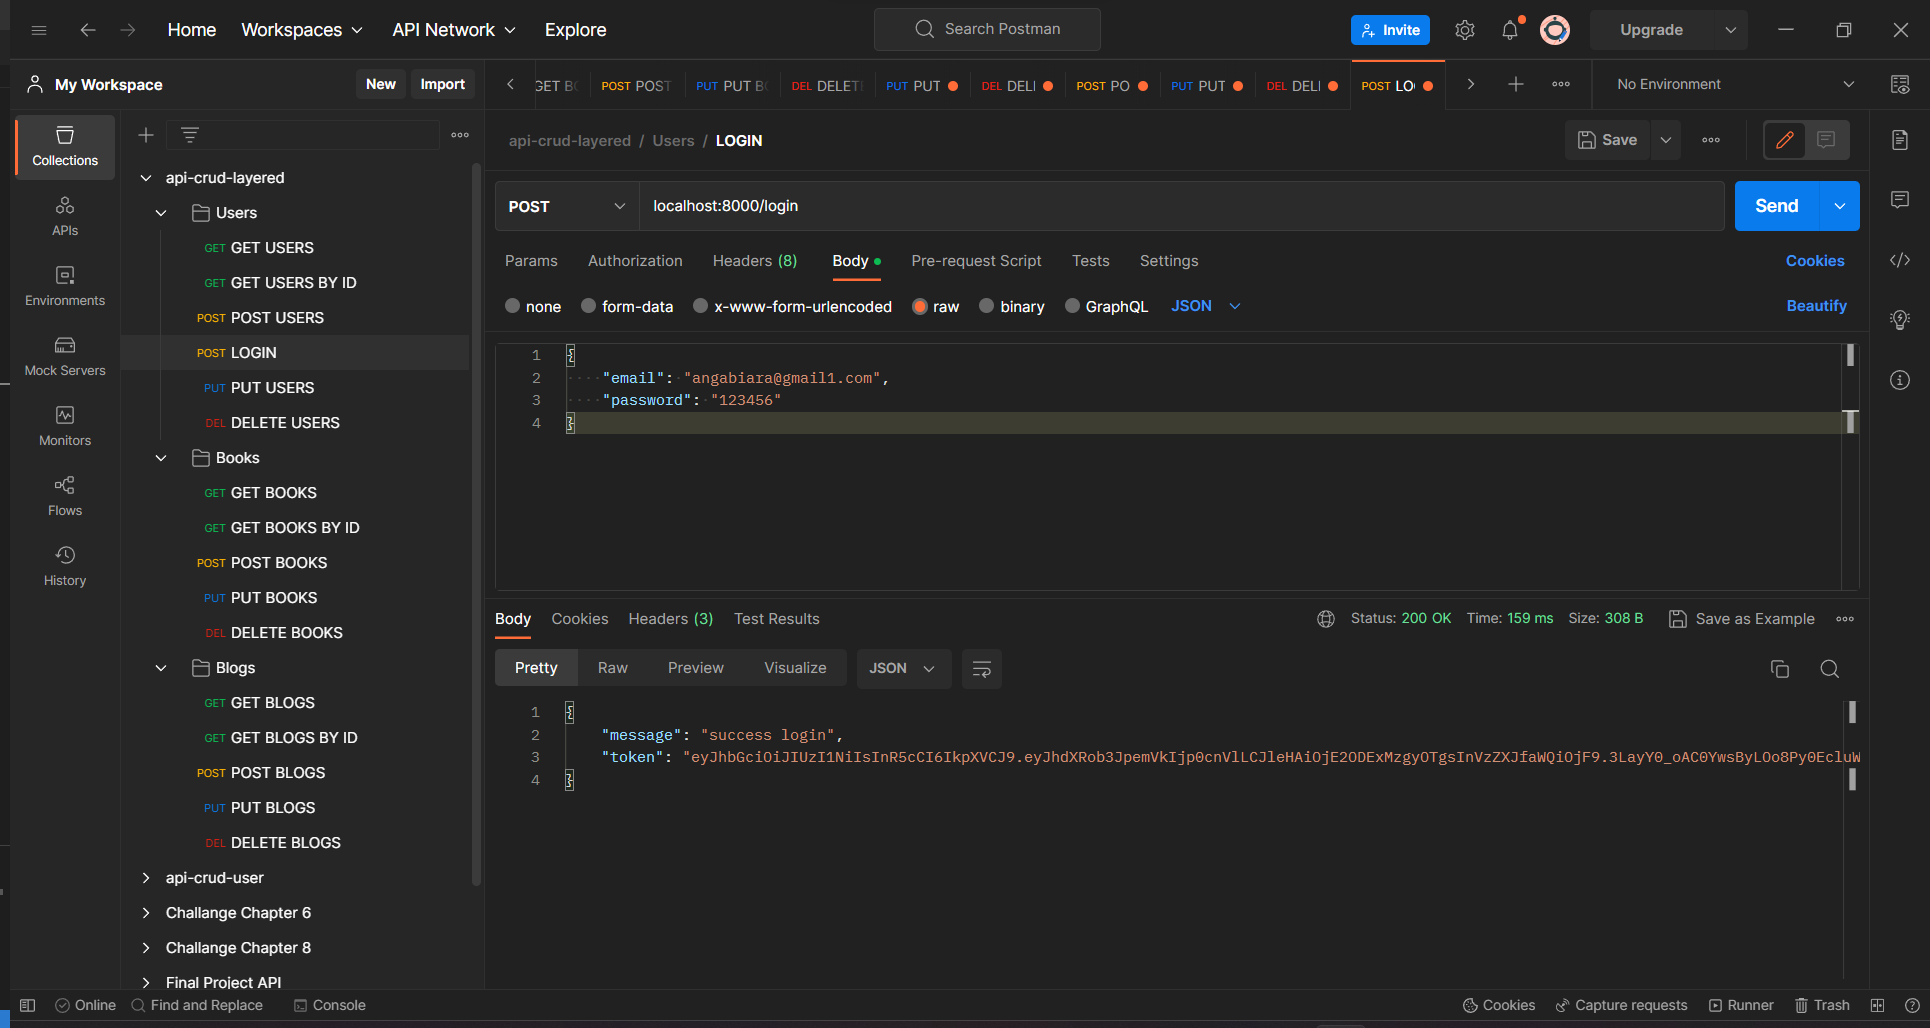 Home Workspaces API Network Explore Search Postman Invite Upgrade
My Workspace New Import
GET BO POST POST PUT PUT B DEL DELET PUT PUT DEL DELI POST PO PUT PUT DEL DELI POST LO No Environment
Collections
APIs
Environments
Mock Servers
Monitors
Flows
History
api-crud-layered
Users
GET GET USERS
GET GET USERS BY ID
POST POST USERS
POST LOGIN
PUT PUT USERS
DEL DELETE USERS
Books
GET GET BOOKS
GET GET BOOKS BY ID
POST POST BOOKS
PUT PUT BOOKS
DEL DELETE BOOKS
Blogs
GET GET BLOGS
GET GET BLOGS BY ID
POST POST BLOGS
PUT PUT BLOGS
DEL DELETE BLOGS
api-crud-user
Challange Chapter 6
Challange Chapter 8
Final Project API
api-crud-layered / Users / LOGIN Save
POST localhost:8000/login Send
Params Authorization Headers (8) Body Pre-request Script Tests Settings Cookies
none form-data x-www-form-urlencoded raw binary GraphQL JSON Beautify
1 {
2 "email": "angabiara@gmail1.com",
3 "password": "123456"
4 }
Body Cookies Headers (3) Test Results Status: 200 OK Time: 159 ms Size: 308 B Save as Example
Pretty Raw Preview Visualize JSON
1 {
2 "message": "success login",
3 "token": "eyJhbGciOiJIUzI1NiIsInR5cCI6IkpXVCJ9.eyJhdXRob3JpemVkIjp0cnVlLCJleHAiOjE2ODExMzgyOTgsInVzZXJfaWQiOjF9.3LayY0_oAC0YwsByLOo8Py0EcluW
4 }
Online Find and Replace Console Cookies Capture requests Runner Trash